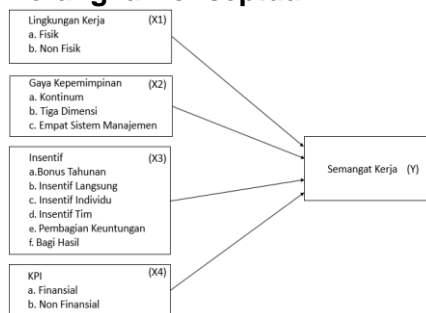 Lingkungan Kerja (X1)
a. Fisik
b. Non Fisik
Gaya Kepemimpinan (X2)
a. Kontinum
b. Tiga Dimensi
c. Empat Sistem Manajemen
Insentif (X3)
a.Bonus Tahunan
b. Insentif Langsung
c. Insentif Individu
d. Insentif Tim
e. Pembagian Keuntungan
f. Bagi Hasil
Semangat Kerja (Y)
KPI (X4)
a. Finansial
b. Non Finansial